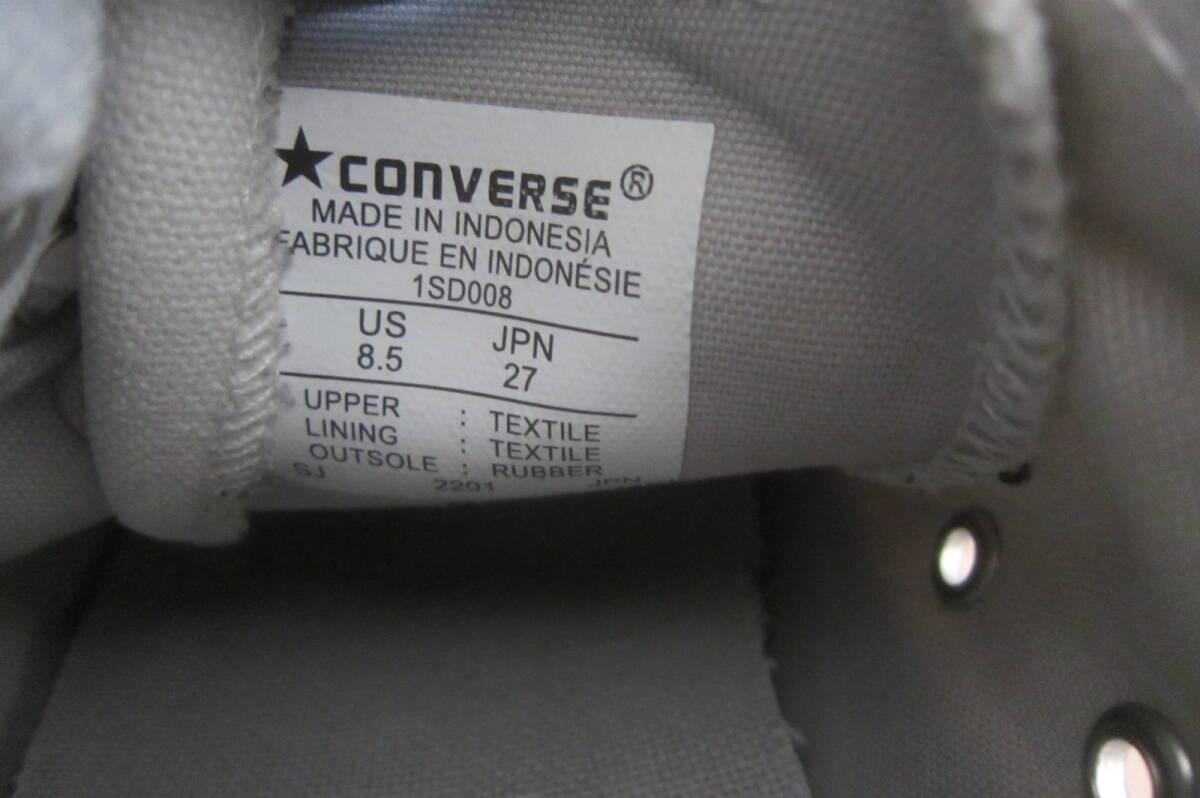 ★CONVERSE®
MADE IN INDONESIA
FABRIQUE EN INDONÉSIE
1SD008
US JPN
8.5 27
UPPER : TEXTILE
LINING : TEXTILE
OUTSOLE : RUBBER
SJ 2201 JPN